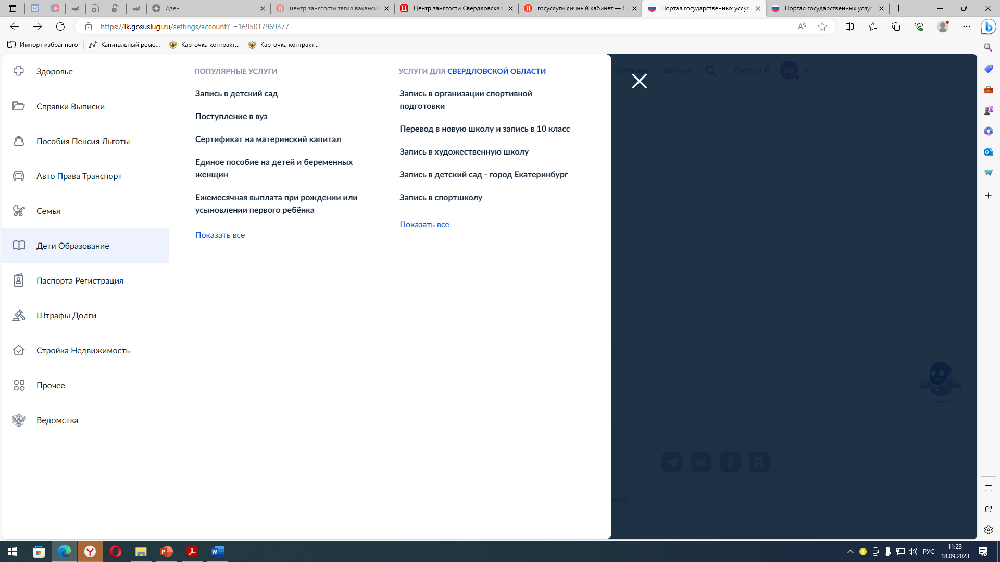 Дзен
центр занятости тагил ваканси
Центр занятости Свердловская
госуслуги личный кабинет — Я
Портал государственных услуг
Портал государственных услуг
https://lk.gosuslugi.ru/settings/account?_=1695017969377
Импорт избранного
Капитальный ремо...
Карточка контракт...
Карточка контракт...
Здоровье
Справки Выписки
Пособия Пенсия Льготы
Авто Права Транспорт
Семья
Дети Образование
Паспорта Регистрация
Штрафы Долги
Стройка Недвижимость
Прочее
Ведомства
ПОПУЛЯРНЫЕ УСЛУГИ
Запись в детский сад
Поступление в вуз
Сертификат на материнский капитал
Единое пособие на детей и беременных
женщин
Ежемесячная выплата при рождении или
усыновлении первого ребёнка
Показать все
УСЛУГИ ДЛЯ СВЕРДЛОВСКОЙ ОБЛАСТИ
Запись в организации спортивной
подготовки
Перевод в новую школу и запись в 10 класс
Запись в художественную школу
Запись в детский сад - город Екатеринбург
Запись в спортшколу
Показать все
Платежи
Помощь
Оксана В.
ВО
ния
РУС
11:23
18.09.2023